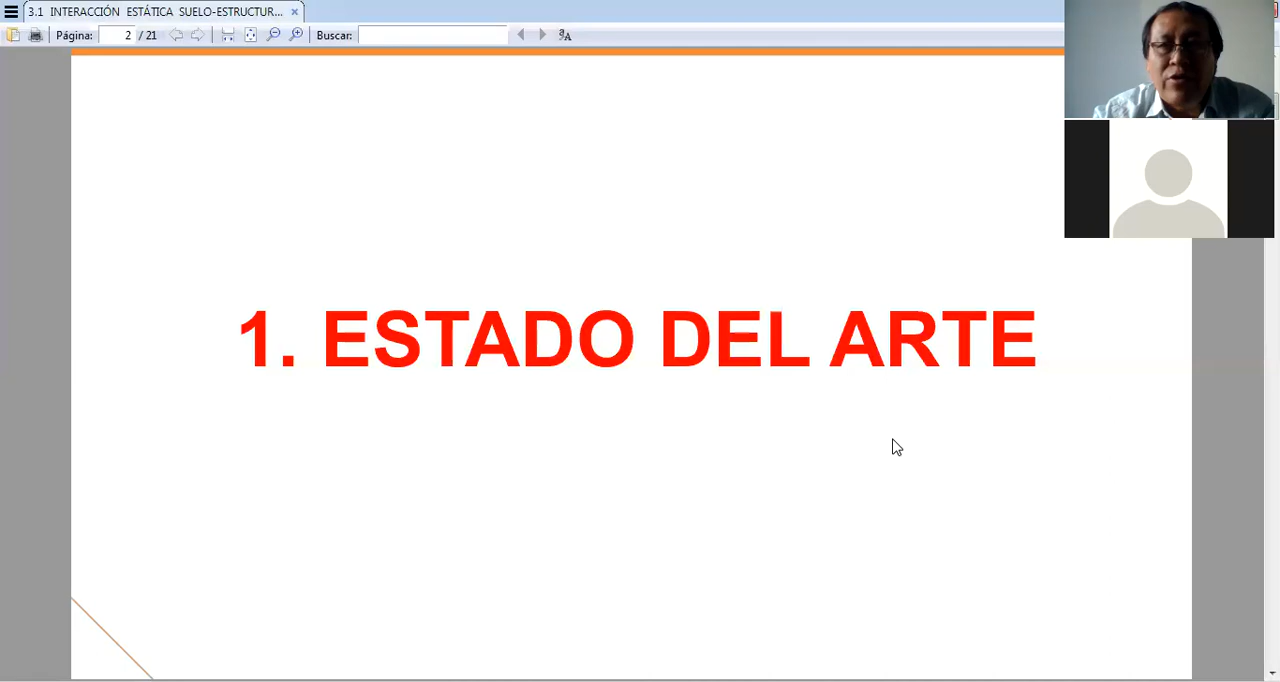 3.1 INTERACCIÓN ESTÁTICA SUELO-ESTRUCTUR...
Página: 2 / 21 Buscar:
1. ESTADO DEL ARTE